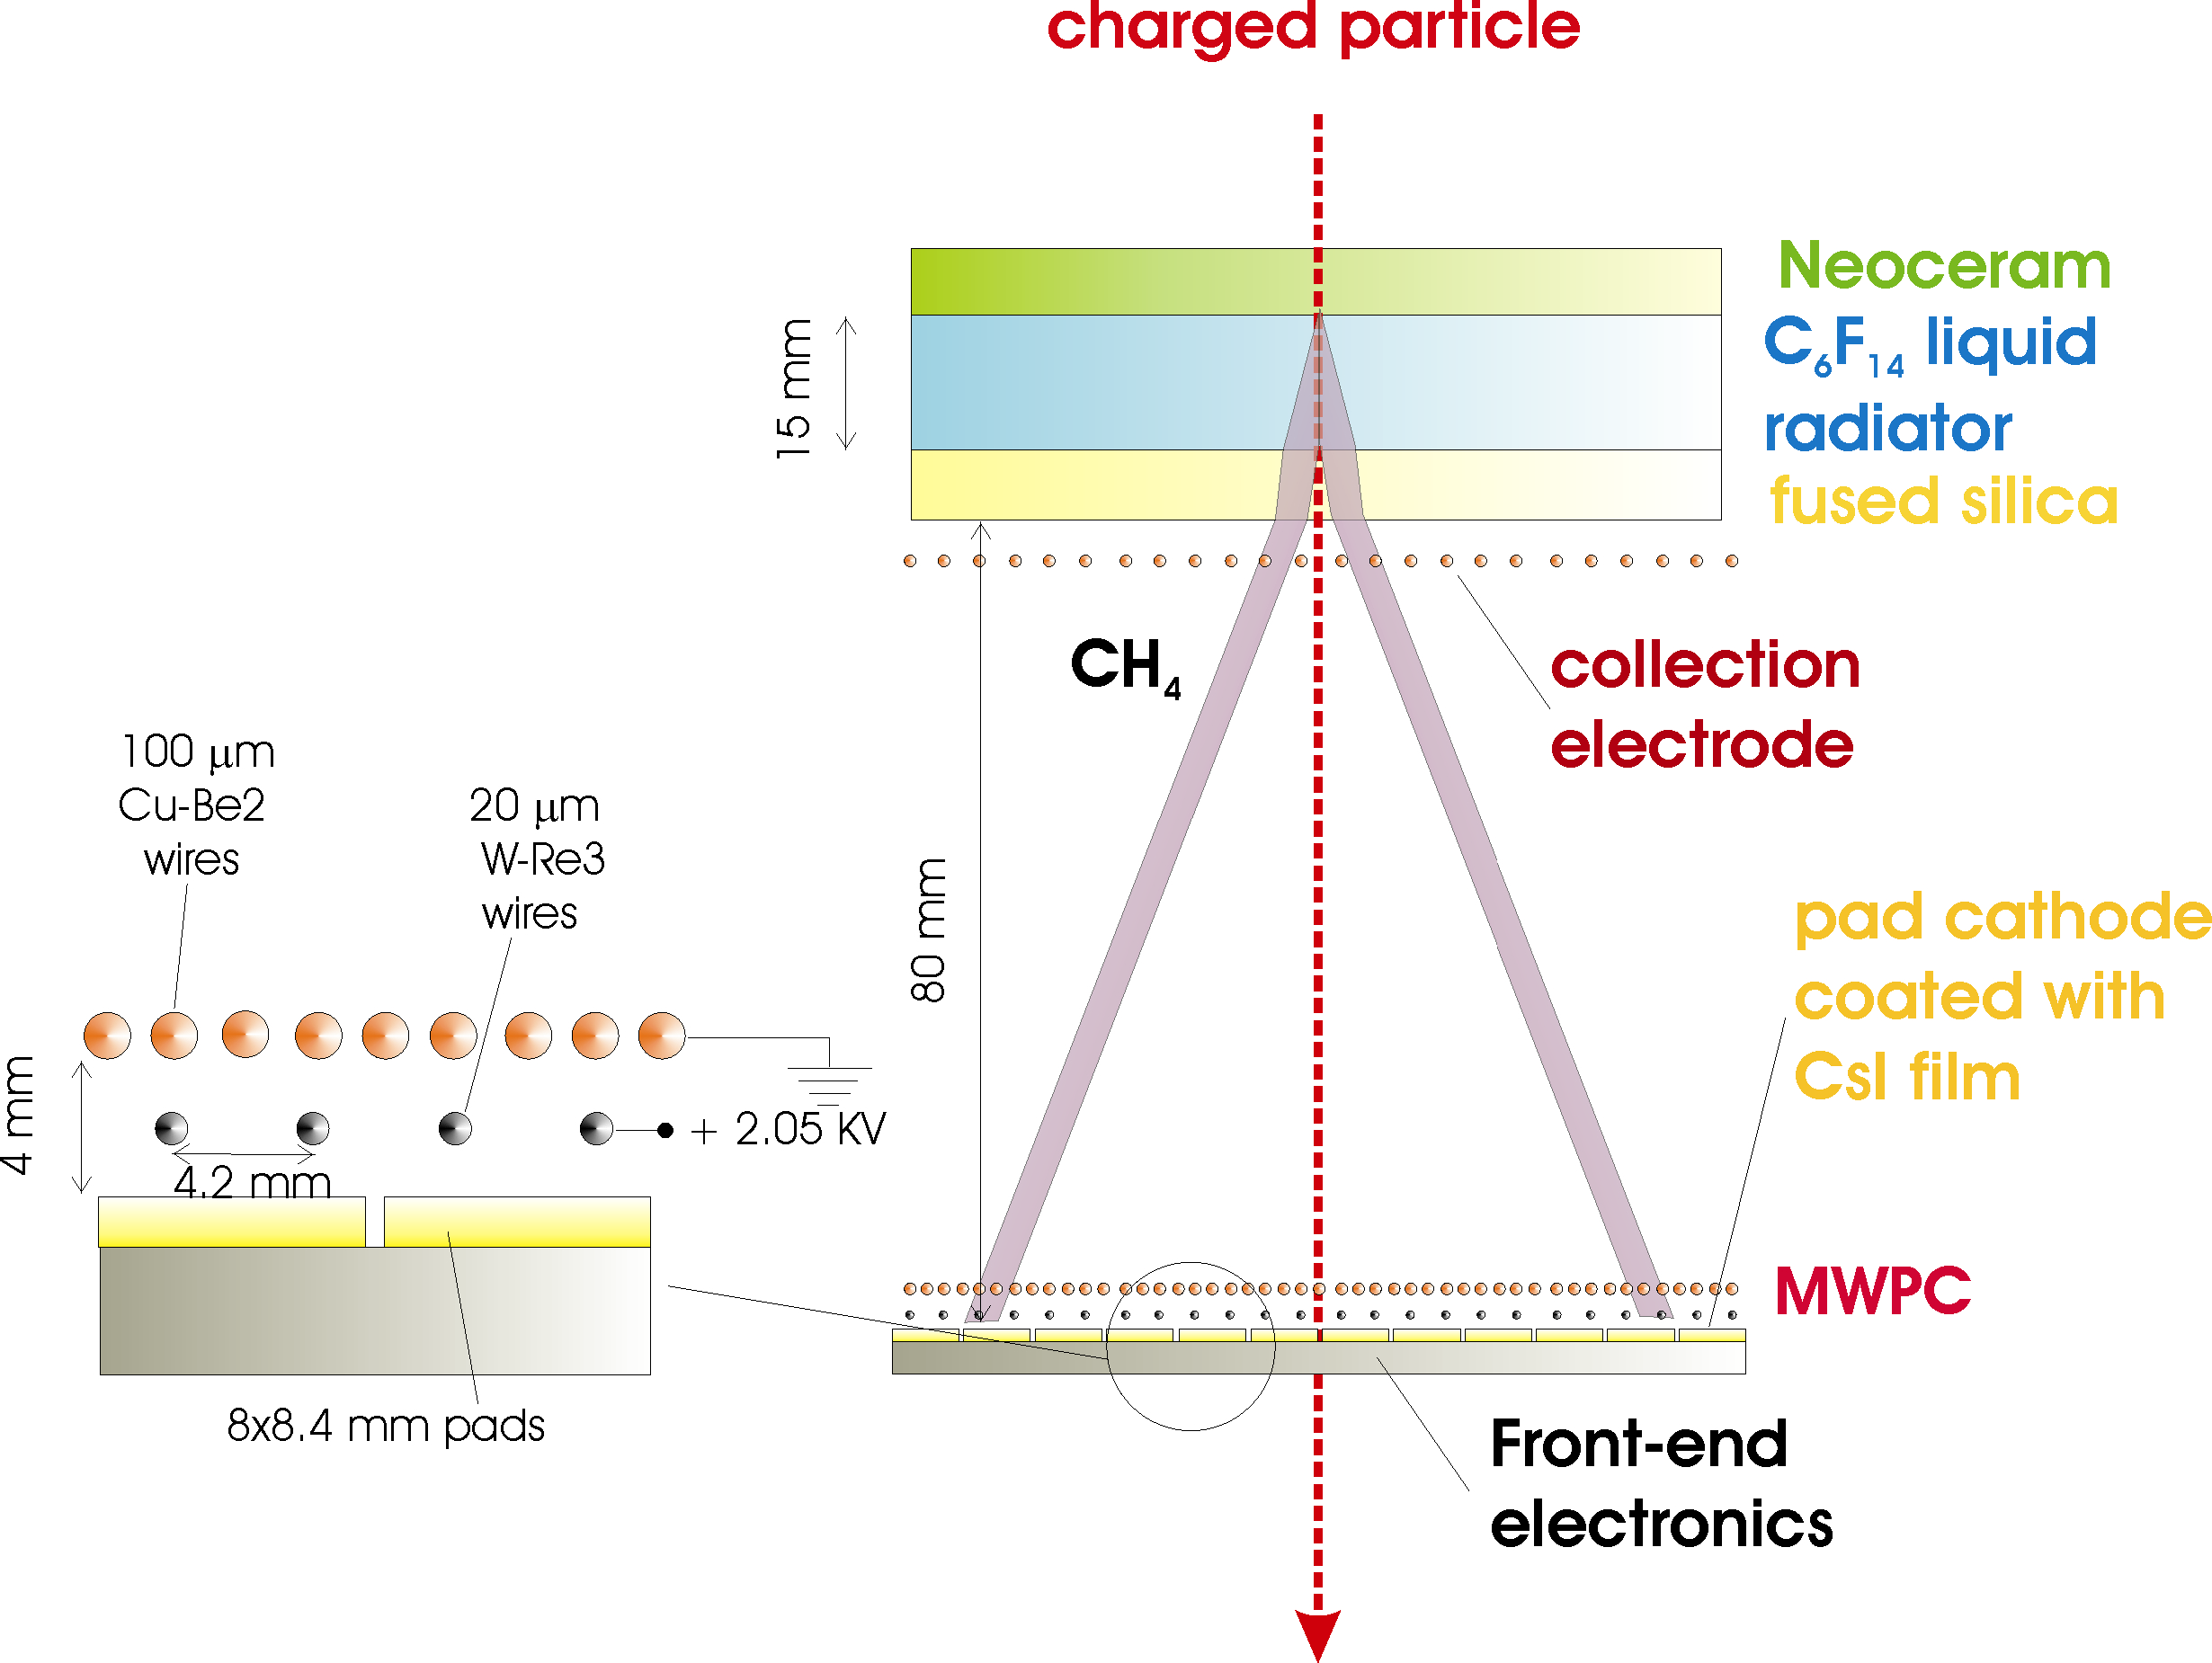 charged particle
Neoceram
C₆F₁₄ liquid
radiator
fused silica
15 mm
CH₄
collection
electrode
80 mm
100 μm
Cu-Be2
wires
20 μm
W-Re3
wires
4 mm
+ 2.05 KV
4.2 mm
8x8.4 mm pads
pad cathode
coated with
CsI film
MWPC
Front-end
electronics